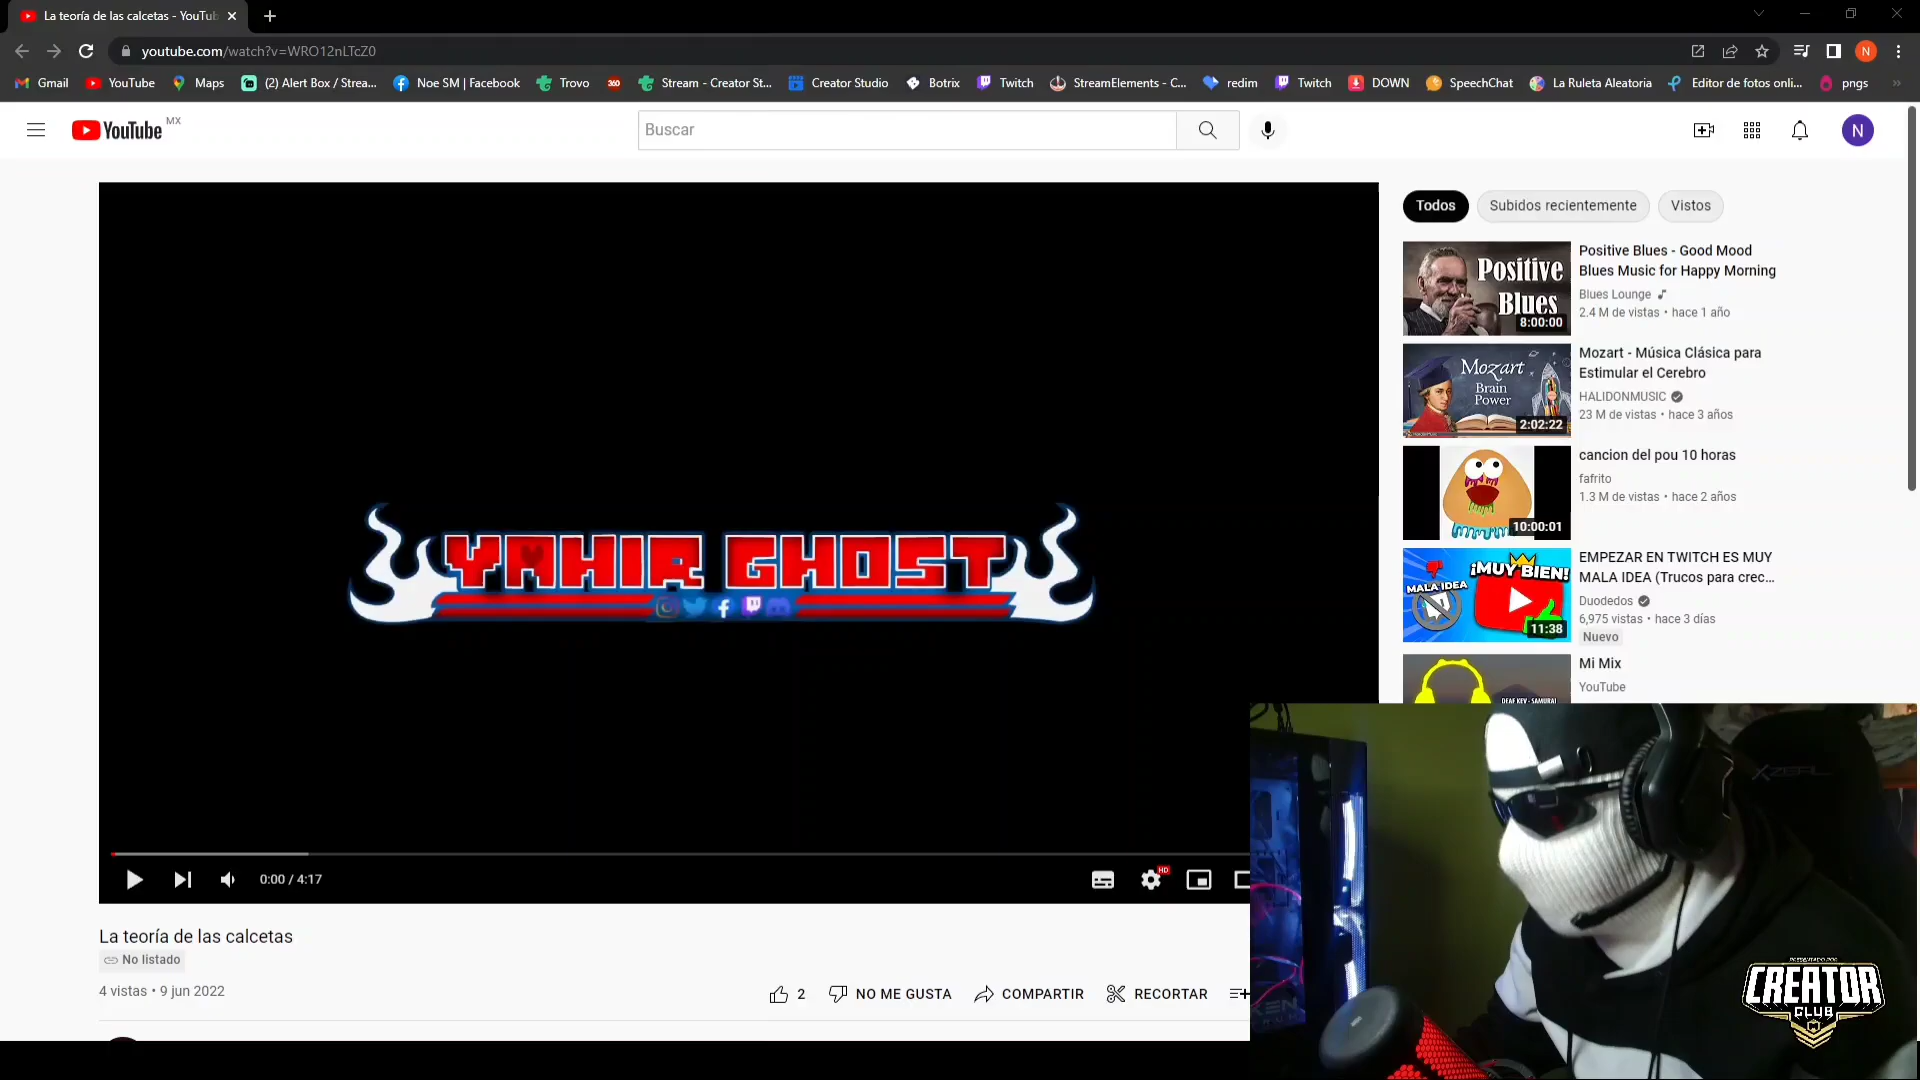 La teoría de las calcetas - YouTub
youtube.com/watch?v=WRO12nLTcZ0
Gmail YouTube Maps (2) Alert Box / Strea... Noe SM | Facebook Trovo 360 Stream - Creator St... Creator Studio Botrix Twitch StreamElements - C... redim Twitch DOWN SpeechChat La Ruleta Aleatoria Editor de fotos onli... pngs
YouTube MX
Buscar
N
Todos Subidos recientemente Vistos
Positive Blues
8:00:00
Positive Blues - Good Mood
Blues Music for Happy Morning
Blues Lounge
2.4 M de vistas • hace 1 año
Mozart
Brain
Power
2:02:22
Mozart - Música Clásica para
Estimular el Cerebro
HALIDONMUSIC
23 M de vistas • hace 3 años
10:00:01
cancion del pou 10 horas
fafrito
1.3 M de vistas • hace 2 años
¡MUY BIEN!
MALA IDEA
11:38
EMPEZAR EN TWITCH ES MUY
MALA IDEA (Trucos para crec...
Duodedos
6,975 vistas • hace 3 días
Nuevo
DEAF KEV - SAMURAI
Mi Mix
YouTube
YAHIR GHOST
0:00 / 4:17
HD
La teoría de las calcetas
No listado
4 vistas • 9 jun 2022
2 NO ME GUSTA COMPARTIR RECORTAR
PRESENTADO POR
CREATOR
CLUB